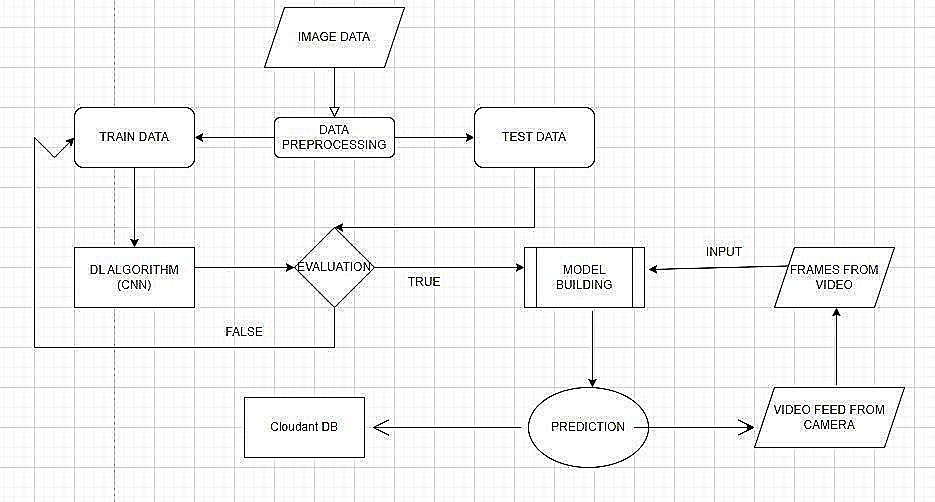 IMAGE DATA
TRAIN DATA
DATA
PREPROCESSING
TEST DATA
DL ALGORITHM
(CNN)
EVALUATION
TRUE
MODEL
BUILDING
INPUT
FRAMES FROM
VIDEO
FALSE
Cloudant DB
PREDICTION
VIDEO FEED FROM
CAMERA